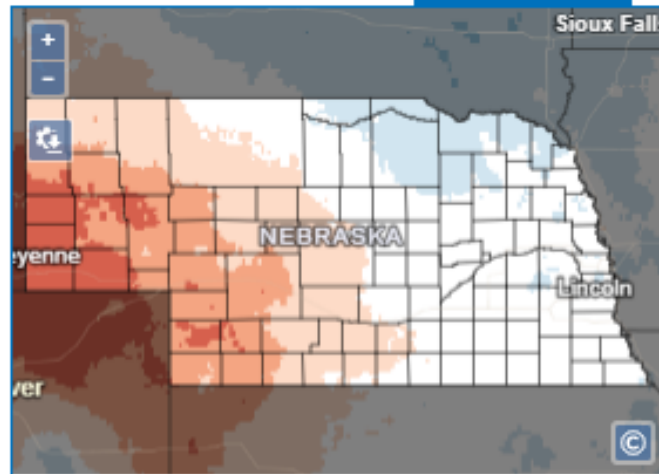 Sioux Fall
+
−
NEBRASKA
eyenne
Lincoln
ver
©